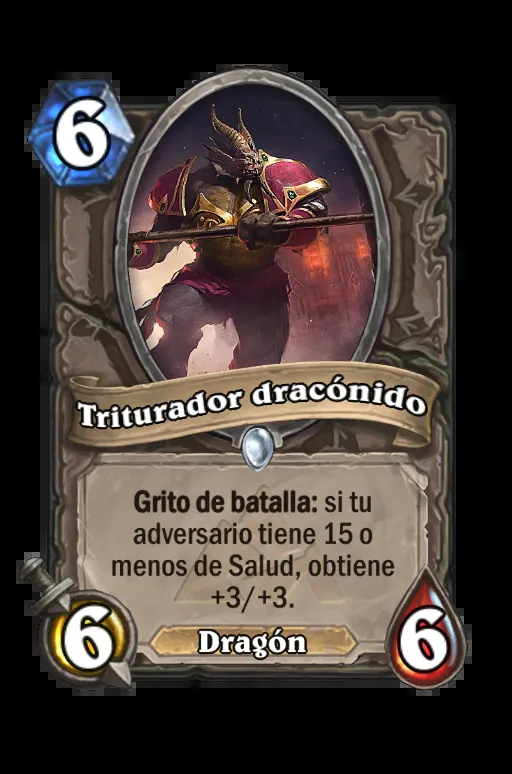 6
Triturador dracónido
Grito de batalla: si tu
adversario tiene 15 o
menos de Salud, obtiene
+3/+3.
6
Dragón
6